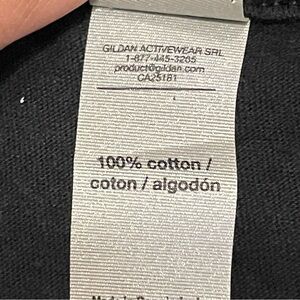 GILDAN ACTIVEWEAR SRL
1-877-445-3265
product@gildan.com
CA25181
100% cotton /
coton / algodón